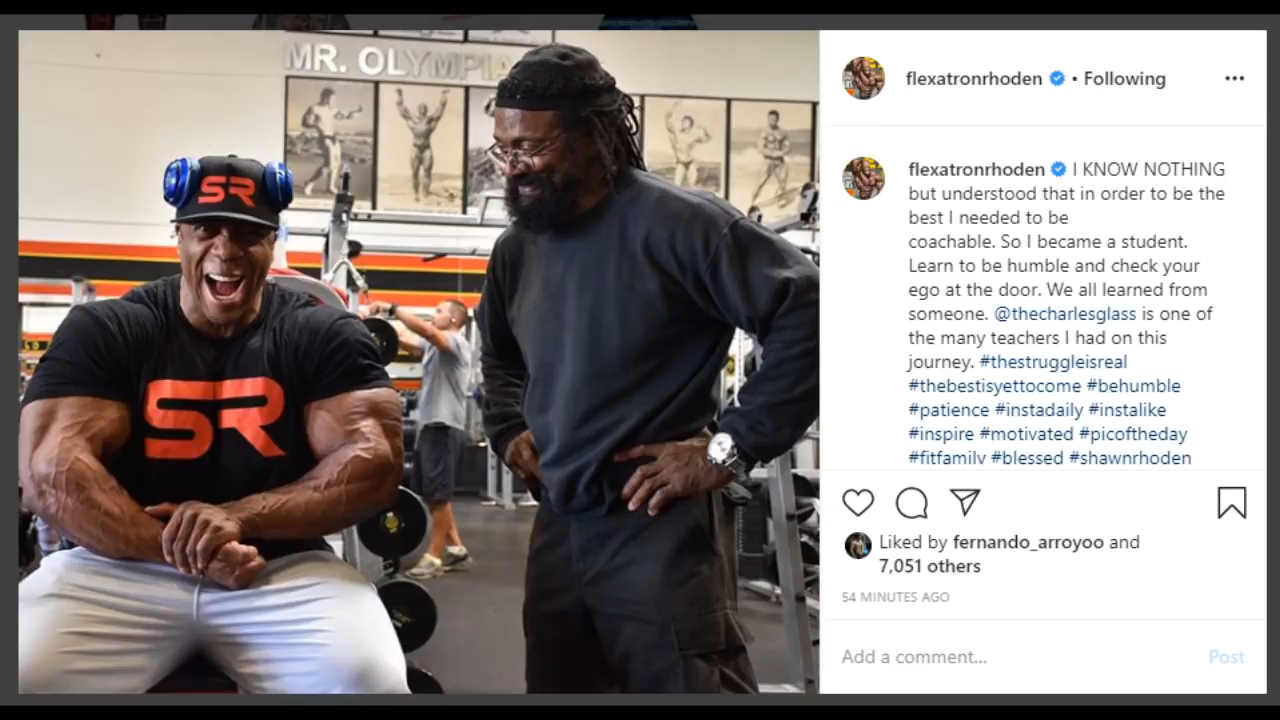 MR. OLYMPIA
SR
SR
flexatronrhoden • Following
flexatronrhoden I KNOW NOTHING
but understood that in order to be the
best I needed to be
coachable. So I became a student.
Learn to be humble and check your
ego at the door. We all learned from
someone. @thecharlesglass is one of
the many teachers I had on this
journey. #thestruggleisreal
#thebestisyettocome #behumble
#patience #instadaily #instalike
#inspire #motivated #picoftheday
#fitfamily #blessed #shawnrhoden
Liked by fernando_arroyoo and
7,051 others
54 MINUTES AGO
Add a comment... Post